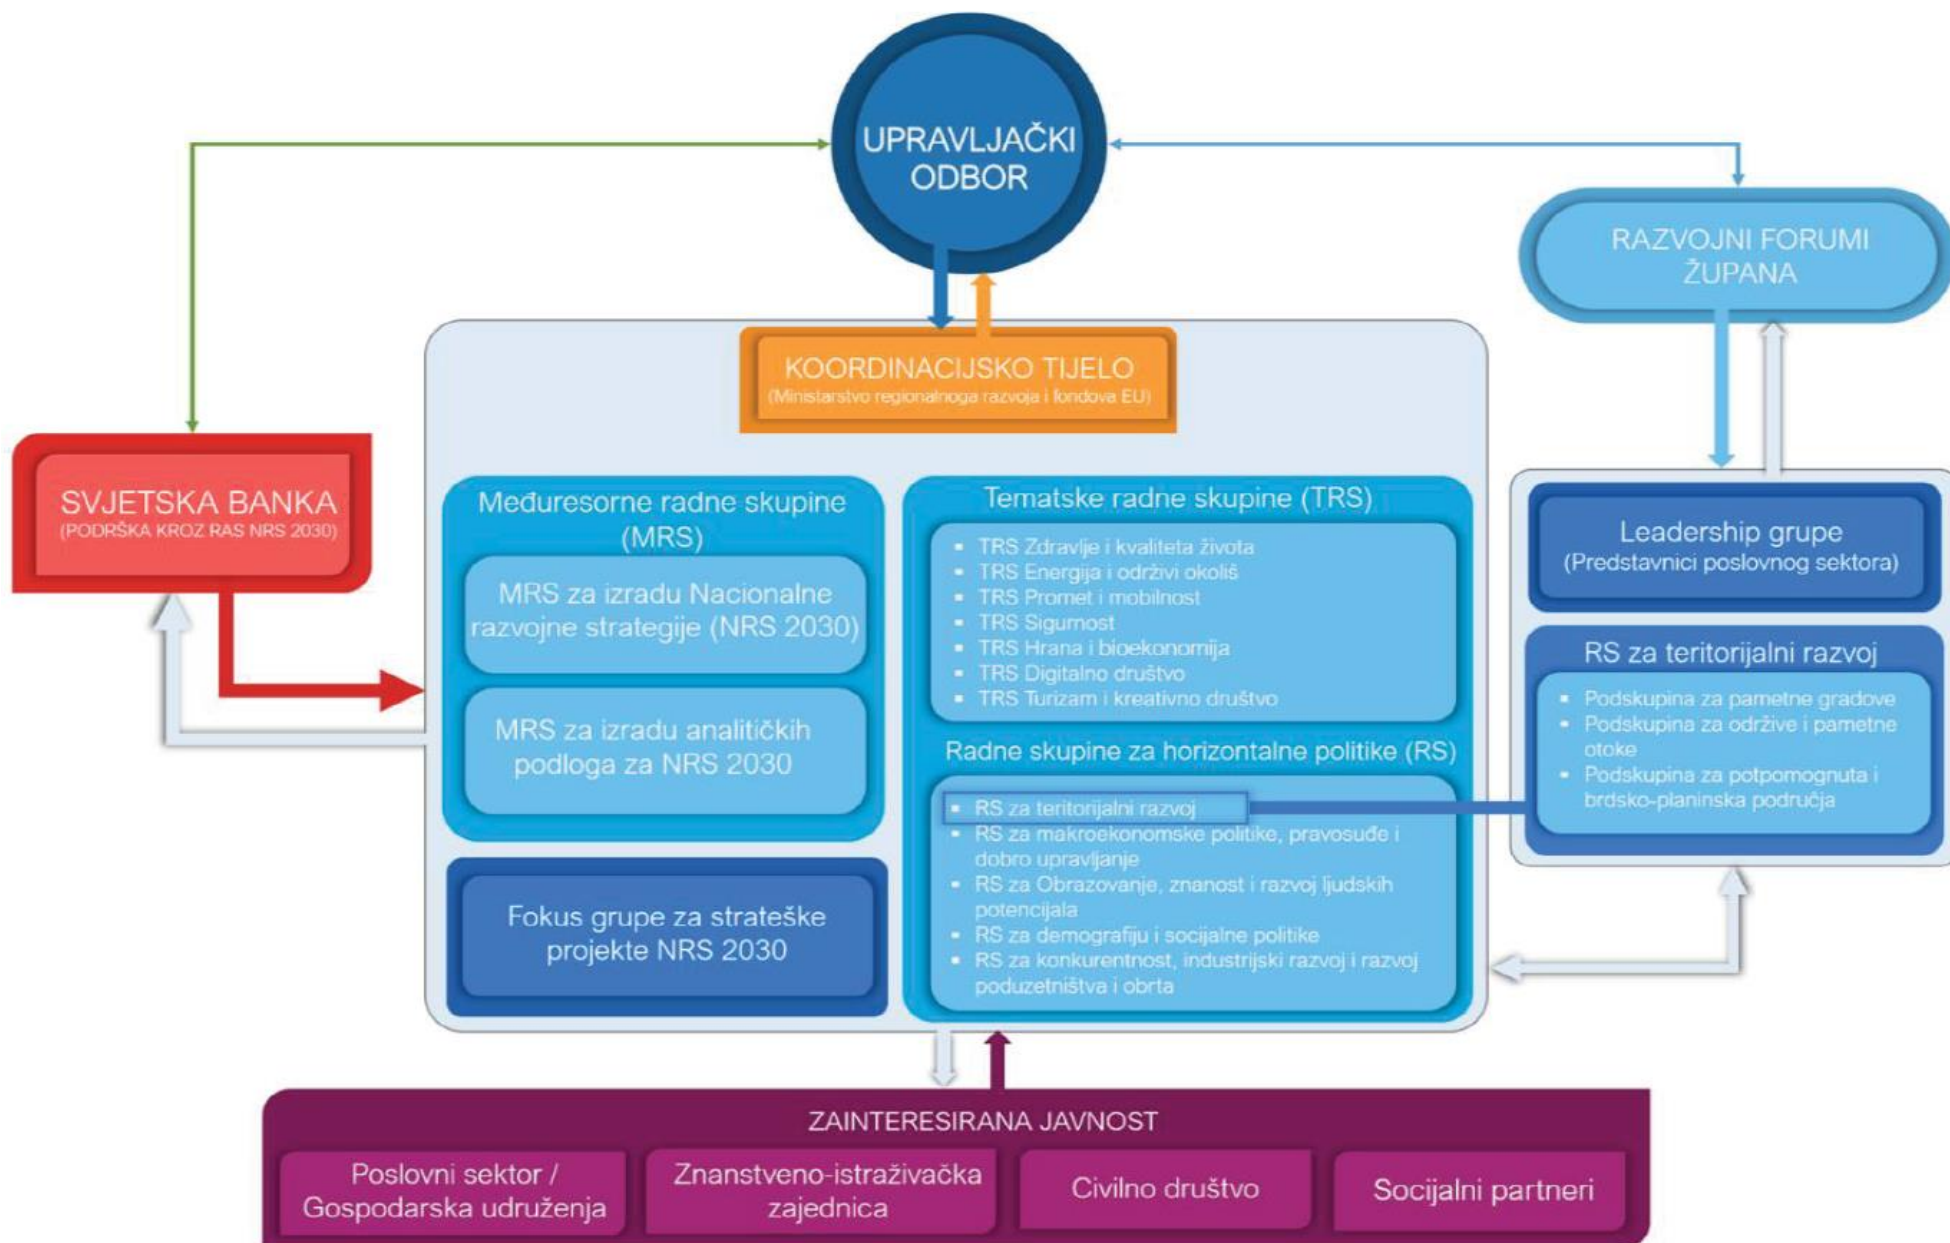 UPRAVLJAČKI
ODBOR
RAZVOJNI FORUMI
ŽUPANA
KOORDINACIJSKO TIJELO
(Ministarstvo regionalnoga razvoja i fondova EU)
SVJETSKA BANKA
(PODRŠKA KROZ RAS NRS 2030)
Međuresorne radne skupine
(MRS)
MRS za izradu Nacionalne
razvojne strategije (NRS 2030)
MRS za izradu analitičkih
podloga za NRS 2030
Fokus grupe za strateške
projekte NRS 2030
Tematske radne skupine (TRS)
▪ TRS Zdravlje i kvaliteta života
▪ TRS Energija i održivi okoliš
▪ TRS Promet i mobilnost
▪ TRS Sigurnost
▪ TRS Hrana i bioekonomija
▪ TRS Digitalno društvo
▪ TRS Turizam i kreativno društvo
Radne skupine za horizontalne politike (RS)
▪ RS za teritorijalni razvoj
▪ RS za makroekonomske politike, pravosuđe i
dobro upravljanje
▪ RS za Obrazovanje, znanost i razvoj ljudskih
potencijala
▪ RS za demografiju i socijalne politike
▪ RS za konkurentnost, industrijski razvoj i razvoj
poduzetništva i obrta
Leadership grupe
(Predstavnici poslovnog sektora)
RS za teritorijalni razvoj
▪ Podskupina za pametne gradove
▪ Podskupina za održive i pametne
otoke
▪ Podskupina za potpomognuta i
brdsko-planinska područja
ZAINTERESIRANA JAVNOST
Poslovni sektor /
Gospodarska udruženja
Znanstveno-istraživačka
zajednica
Civilno društvo
Socijalni partneri